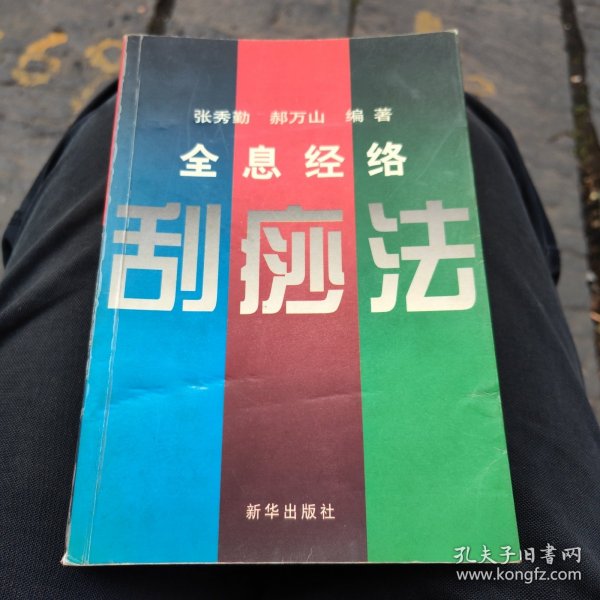 张秀勤 郝万山 编著
全息经络
刮痧法
新华出版社
孔夫子旧书网
www.kongfz.com